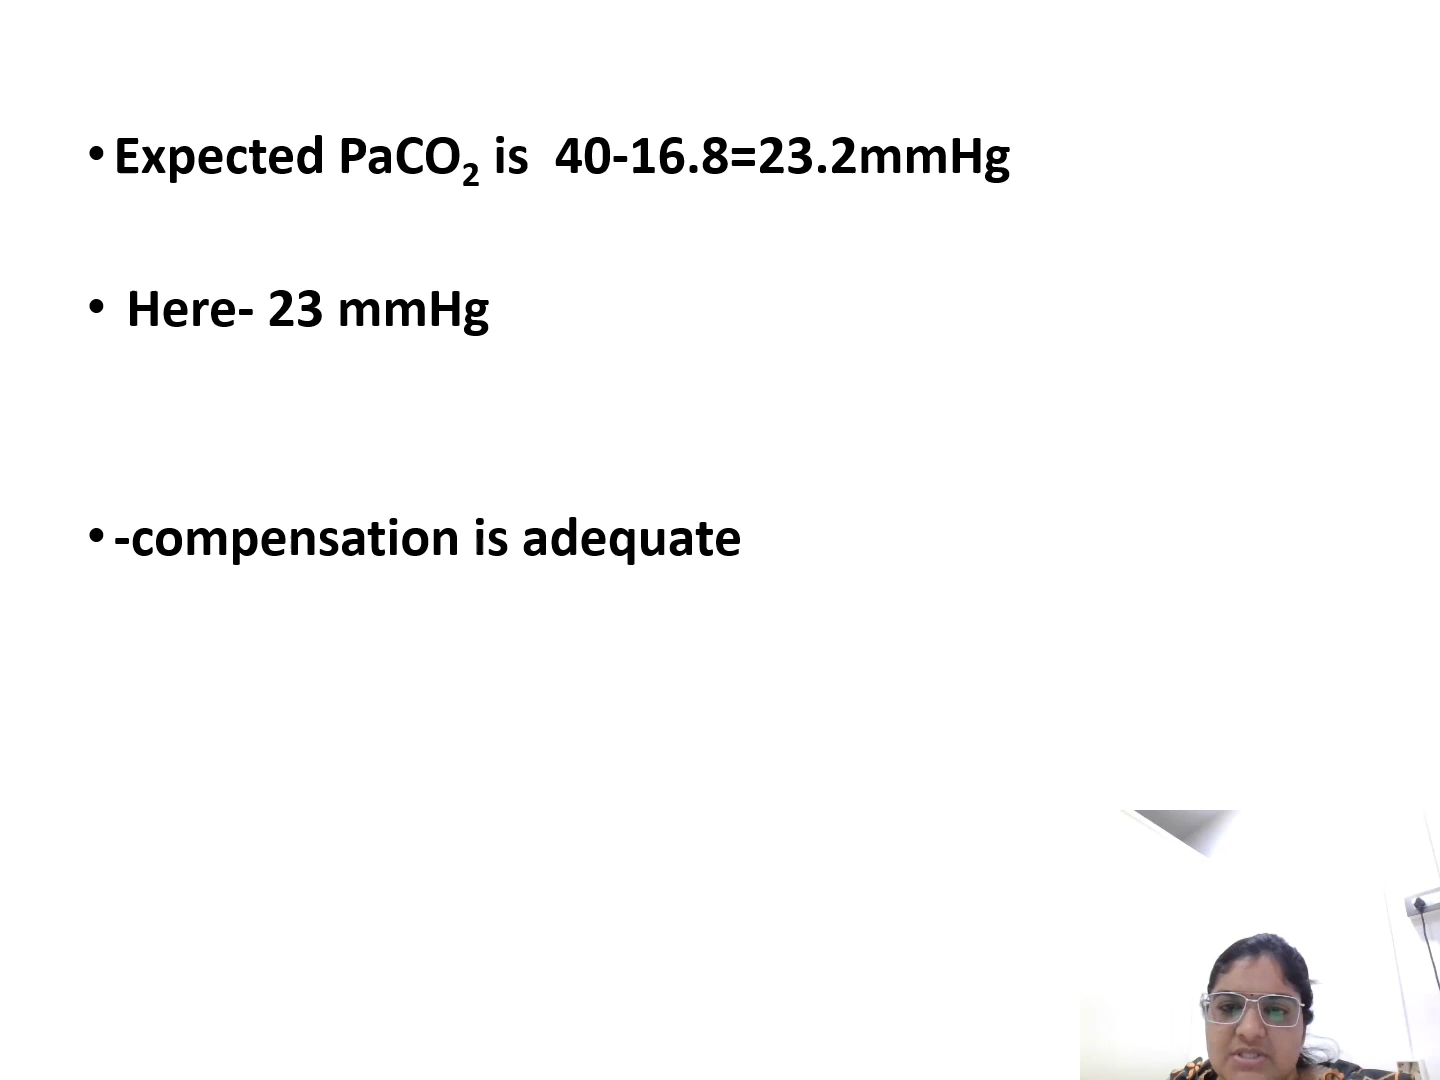 • Expected PaCO₂ is 40-16.8=23.2mmHg
• Here- 23 mmHg
• -compensation is adequate